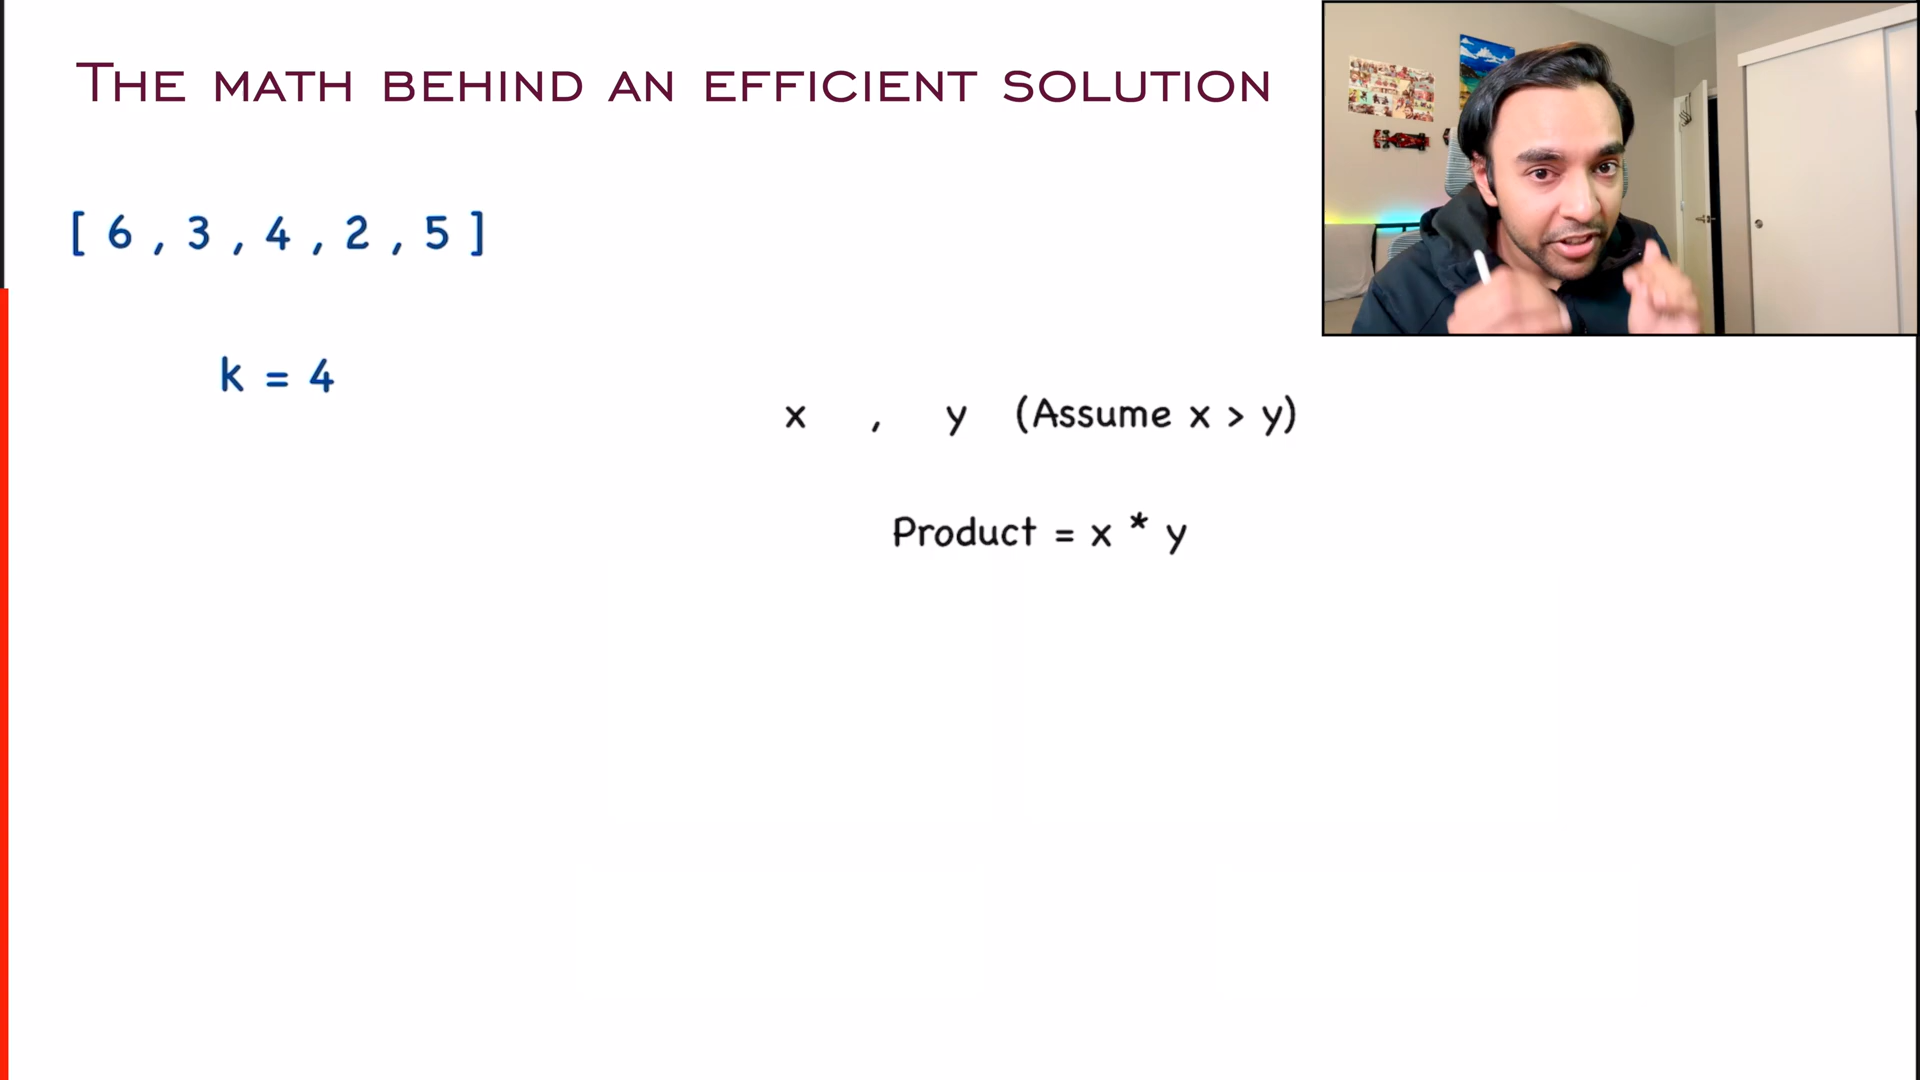 THE MATH BEHIND AN EFFICIENT SOLUTION
[ 6 , 3 , 4 , 2 , 5 ]
k = 4
x , y (Assume x > y)
Product = x * y